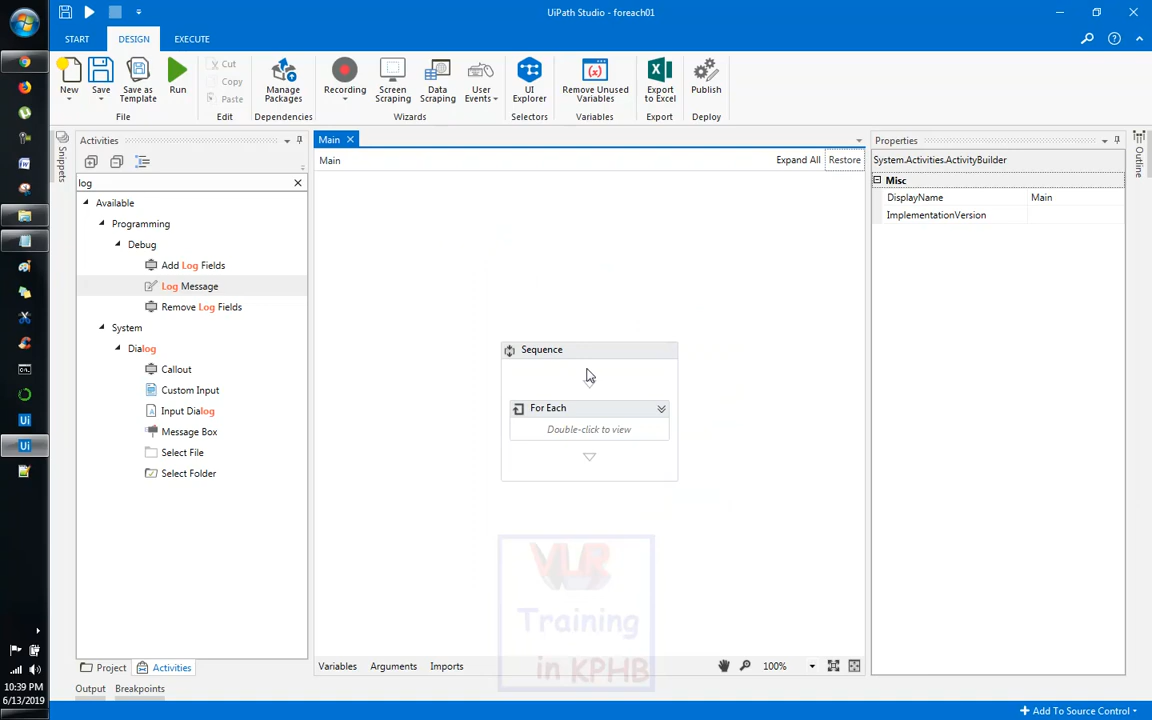 UiPath Studio - foreach01
START
DESIGN
EXECUTE
New
Save
Save as Template
Run
Cut
Copy
Paste
Manage Packages
Recording
Screen Scraping
Data Scraping
User Events
UI Explorer
Remove Unused Variables
Export to Excel
Publish
File
Edit
Dependencies
Wizards
Selectors
Variables
Export
Deploy
Snippets
Activities
Main
Properties
Outline
Main
Expand All
Restore
System.Activities.ActivityBuilder
log
Misc
DisplayName
Main
ImplementationVersion
Available
Programming
Debug
Add Log Fields
Log Message
Remove Log Fields
System
Dialog
Callout
Custom Input
Input Dialog
Message Box
Select File
Select Folder
Sequence
For Each
Double-click to view
VLR
Training
in KPHB
Project
Activities
Variables
Arguments
Imports
100%
Output
Breakpoints
Ui
Ui
10:39 PM
6/13/2019
Add To Source Control